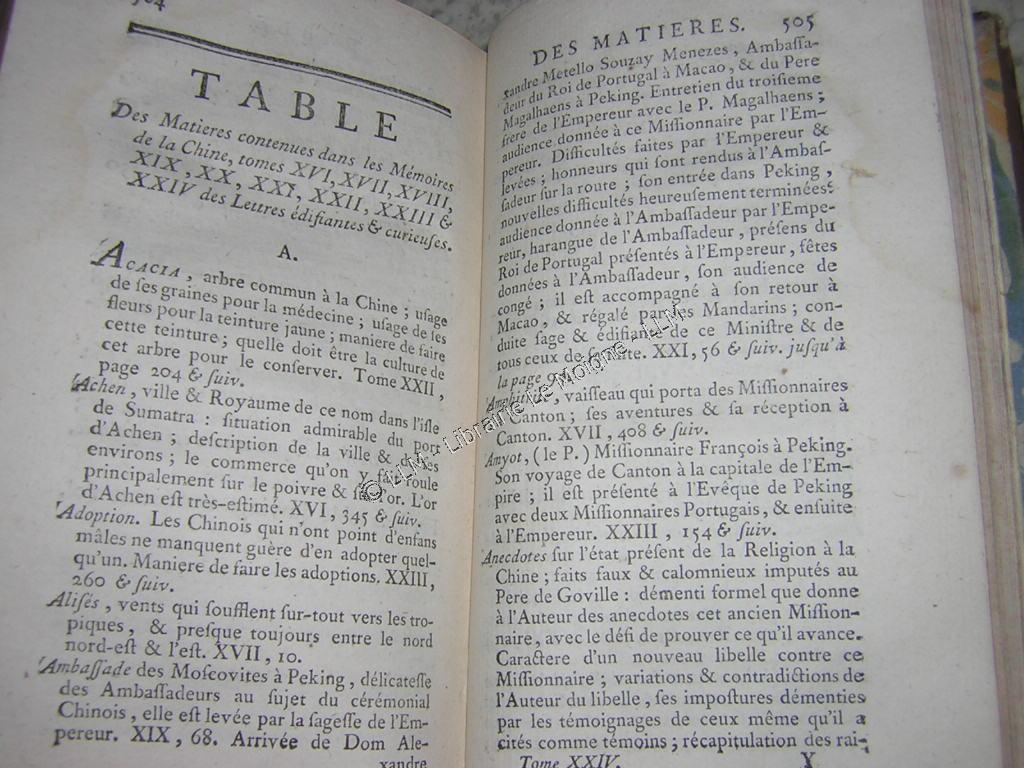 504
TABLE
Des Matieres contenues dans les Mémoires
de la Chine, tomes XVI, XVII, XVIII,
XIX, XX, XXI, XXII, XXIII &
XXIV des Lettres édifiantes & curieuses.
A.
ACACIA, arbre commun à la Chine ; usage
de ses graines pour la médecine ; usage de ses
fleurs pour la teinture jaune ; maniere de faire
cette teinture ; quelle doit être la culture de
cet arbre pour le conserver. Tome XXII,
page 204 & suiv.
Achen, ville & Royaume de ce nom dans l'isle
de Sumatra : situation admirable du port
d'Achen ; description de la ville & de ses
environs ; le commerce qu'on y fait roule
principalement sur le poivre & sur l'or. L'or
d'Achen est très-estimé. XVI, 345 & suiv.
Adoption. Les Chinois qui n'ont point d'enfans
mâles ne manquent guère d'en adopter quel-
qu'un. Maniere de faire les adoptions. XXIII,
260 & suiv.
Alisés, vents qui soufflent sur-tout vers les tro-
piques, & presque toujours entre le nord
nord-est & l'est. XVII, 10.
Ambassade des Moscovites à Peking, délicatesse
des Ambassadeurs au sujet du cérémonial
Chinois, elle est levée par la sagesse de l'Em-
pereur. XIX, 68. Arrivée de Dom Ale-
xandre
DES MATIERES. 505
xandre Metello Souzay Menezes, Ambassa-
deur du Roi de Portugal à Macao, & du Pere
Magalhaens à Peking. Entretien du troisieme
frere de l'Empereur avec le P. Magalhaens ;
audience donnée à ce Missionnaire par l'Em-
pereur. Difficultés faites par l'Empereur &
levées ; honneurs qui sont rendus à l'Ambas-
sadeur sur la route ; son entrée dans Peking,
nouvelles difficultés heureusement terminées :
audience donnée à l'Ambassadeur par l'Empe-
reur, harangue de l'Ambassadeur, présens du
Roi de Portugal présentés à l'Empereur, fêtes
données à l'Ambassadeur, son audience de
congé ; il est accompagné à son retour à
Macao, & régalé par les Mandarins ; con-
duite sage & édifiante de ce Ministre & de
tous ceux de sa suite. XXI, 56 & suiv. jusqu'à
la page
Amphitrite, vaisseau qui porta des Missionnaires
à Canton ; ses aventures & sa réception à
Canton. XVII, 408 & suiv.
Amyot, (le P.) Missionnaire François à Peking.
Son voyage de Canton à la capitale de l'Em-
pire ; il est présenté à l'Evêque de Peking
avec deux Missionnaires Portugais, & ensuite
à l'Empereur. XXIII, 154 & suiv.
Anecdotes sur l'état présent de la Religion à la
Chine ; faits faux & calomnieux imputés au
Pere de Goville : démenti formel que donne
à l'Auteur des anecdotes cet ancien Mission-
naire, avec le défi de prouver ce qu'il avance.
Caractere d'un nouveau libelle contre ce
Missionnaire ; variations & contradictions de
l'Auteur du libelle, ses impostures démenties
par les témoignages de ceux même qu'il a
cités comme témoins ; récapitulation des rai-
Tome XXIV. Y
© LLM - Librairie Le Moine - LLM